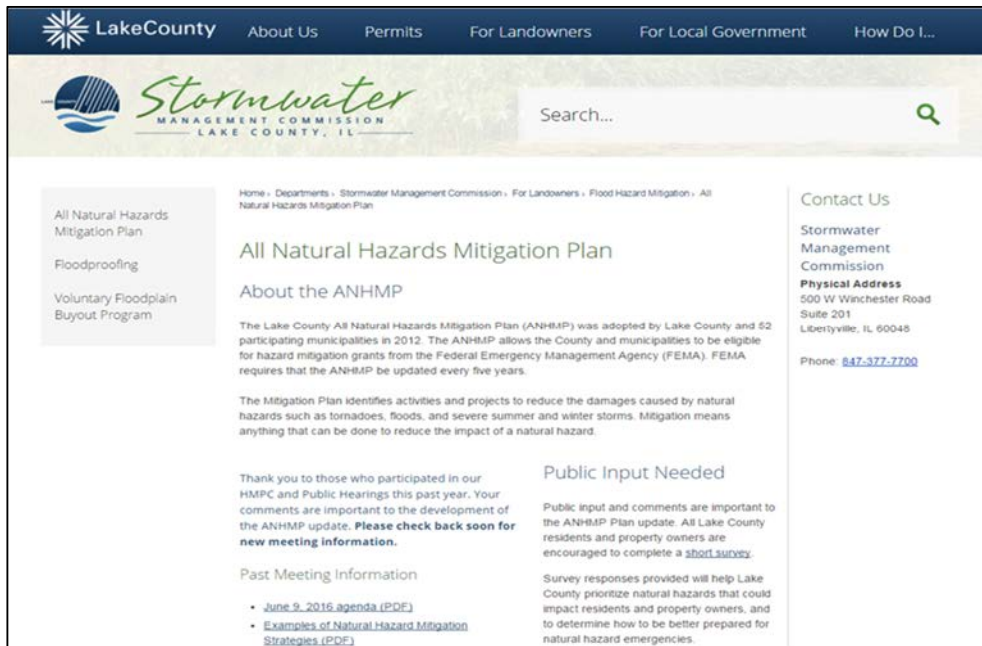 LakeCounty About Us Permits For Landowners For Local Government How Do I...
LAKE COUNTY
Stormwater
MANAGEMENT COMMISSION
LAKE COUNTY, IL
Search...
All Natural Hazards
Mitigation Plan
Floodproofing
Voluntary Floodplain
Buyout Program
Home › Departments › Stormwater Management Commission › For Landowners › Flood Hazard Mitigation › All
Natural Hazards Mitigation Plan
All Natural Hazards Mitigation Plan
About the ANHMP
The Lake County All Natural Hazards Mitigation Plan (ANHMP) was adopted by Lake County and 52
participating municipalities in 2012. The ANHMP allows the County and municipalities to be eligible
for hazard mitigation grants from the Federal Emergency Management Agency (FEMA). FEMA
requires that the ANHMP be updated every five years.
The Mitigation Plan identifies activities and projects to reduce the damages caused by natural
hazards such as tornadoes, floods, and severe summer and winter storms. Mitigation means
anything that can be done to reduce the impact of a natural hazard.
Thank you to those who participated in our
HMPC and Public Hearings this past year. Your
comments are important to the development of
the ANHMP update. Please check back soon for
new meeting information.
Past Meeting Information
• June 9, 2016 agenda (PDF)
• Examples of Natural Hazard Mitigation
Strategies (PDF)
Public Input Needed
Public input and comments are important to
the ANHMP Plan update. All Lake County
residents and property owners are
encouraged to complete a short survey.
Survey responses provided will help Lake
County prioritize natural hazards that could
impact residents and property owners, and
to determine how to be better prepared for
natural hazard emergencies.
Contact Us
Stormwater
Management
Commission
Physical Address
500 W Winchester Road
Suite 201
Libertyville, IL 60048
Phone: 847-377-7700